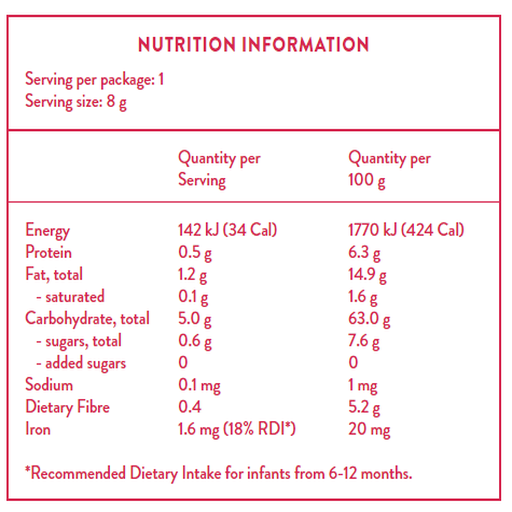 NUTRITION INFORMATION
Serving per package: 1
Serving size: 8 g
Quantity per Serving Quantity per 100 g
Energy 142 kJ (34 Cal) 1770 kJ (424 Cal)
Protein 0.5 g 6.3 g
Fat, total 1.2 g 14.9 g
- saturated 0.1 g 1.6 g
Carbohydrate, total 5.0 g 63.0 g
- sugars, total 0.6 g 7.6 g
- added sugars 0 0
Sodium 0.1 mg 1 mg
Dietary Fibre 0.4 5.2 g
Iron 1.6 mg (18% RDI*) 20 mg
*Recommended Dietary Intake for infants from 6-12 months.